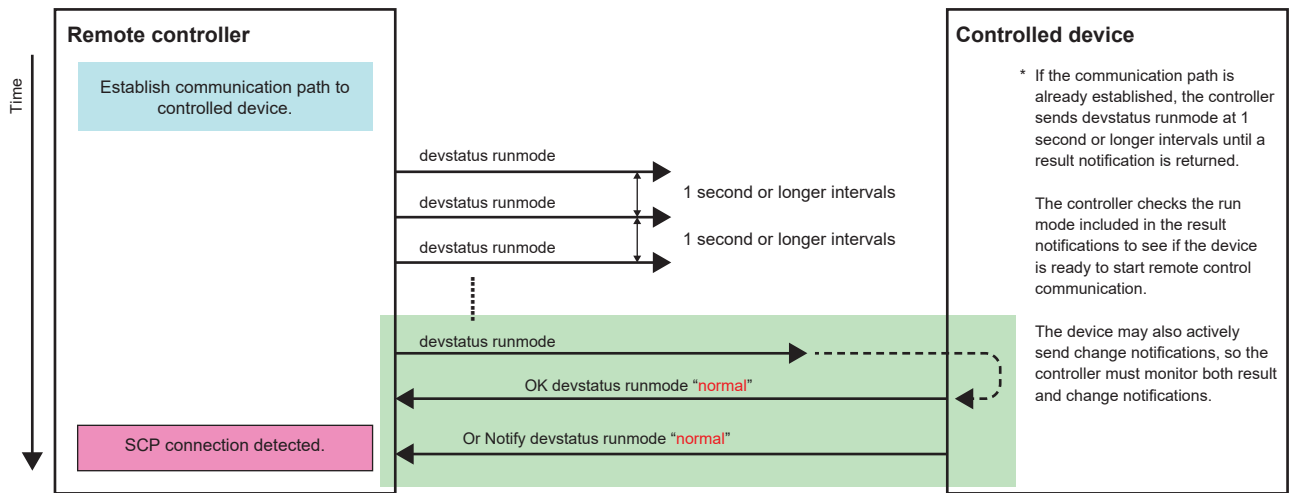 Time
Remote controller
Establish communication path to
controlled device.
devstatus runmode
1 second or longer intervals
devstatus runmode
1 second or longer intervals
devstatus runmode
devstatus runmode
OK devstatus runmode “normal”
SCP connection detected.
Or Notify devstatus runmode “normal”
Controlled device
* If the communication path is
already established, the controller
sends devstatus runmode at 1
second or longer intervals until a
result notification is returned.
The controller checks the run
mode included in the result
notifications to see if the device
is ready to start remote control
communication.
The device may also actively
send change notifications, so the
controller must monitor both result
and change notifications.